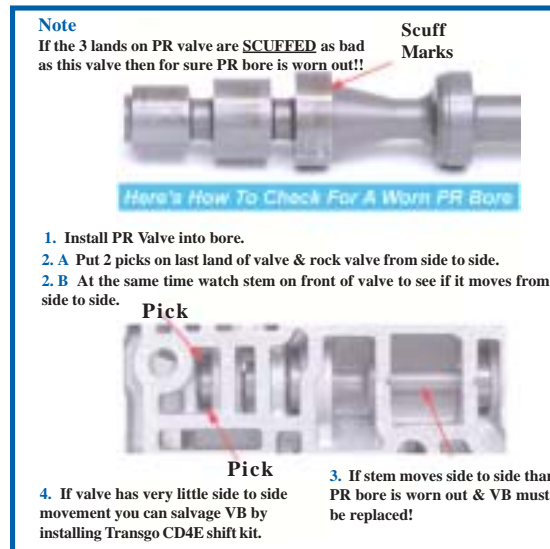 Note
If the 3 lands on PR valve are SCUFFED as bad
as this valve then for sure PR bore is worn out!!
Scuff
Marks
Here's How To Check For A Worn PR Bore
1. Install PR Valve into bore.
2. A Put 2 picks on last land of valve & rock valve from side to side.
2. B At the same time watch stem on front of valve to see if it moves from
side to side.
Pick
Pick
4. If valve has very little side to side
movement you can salvage VB by
installing Transgo CD4E shift kit.
3. If stem moves side to side than
PR bore is worn out & VB must
be replaced!